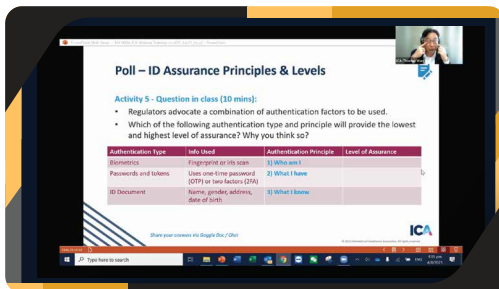 Poll – ID Assurance Principles & Levels
Activity 5 - Question in class (10 mins):
• Regulators advocate a combination of authentication factors to be used.
• Which of the following authentication type and principle will provide the lowest
and highest level of assurance? Why you think so?
Authentication Type Info Used Authentication Principle Level of Assurance
Biometrics Fingerprint or iris scan 1) Who am I
Passwords and tokens Uses one-time password
(OTP) or two factors (2FA) 2) What I have
ID Document Name, gender, address,
date of birth 3) What I know
Share your answers via Goggle Doc / Chat
ICA
Type here to search
ENG